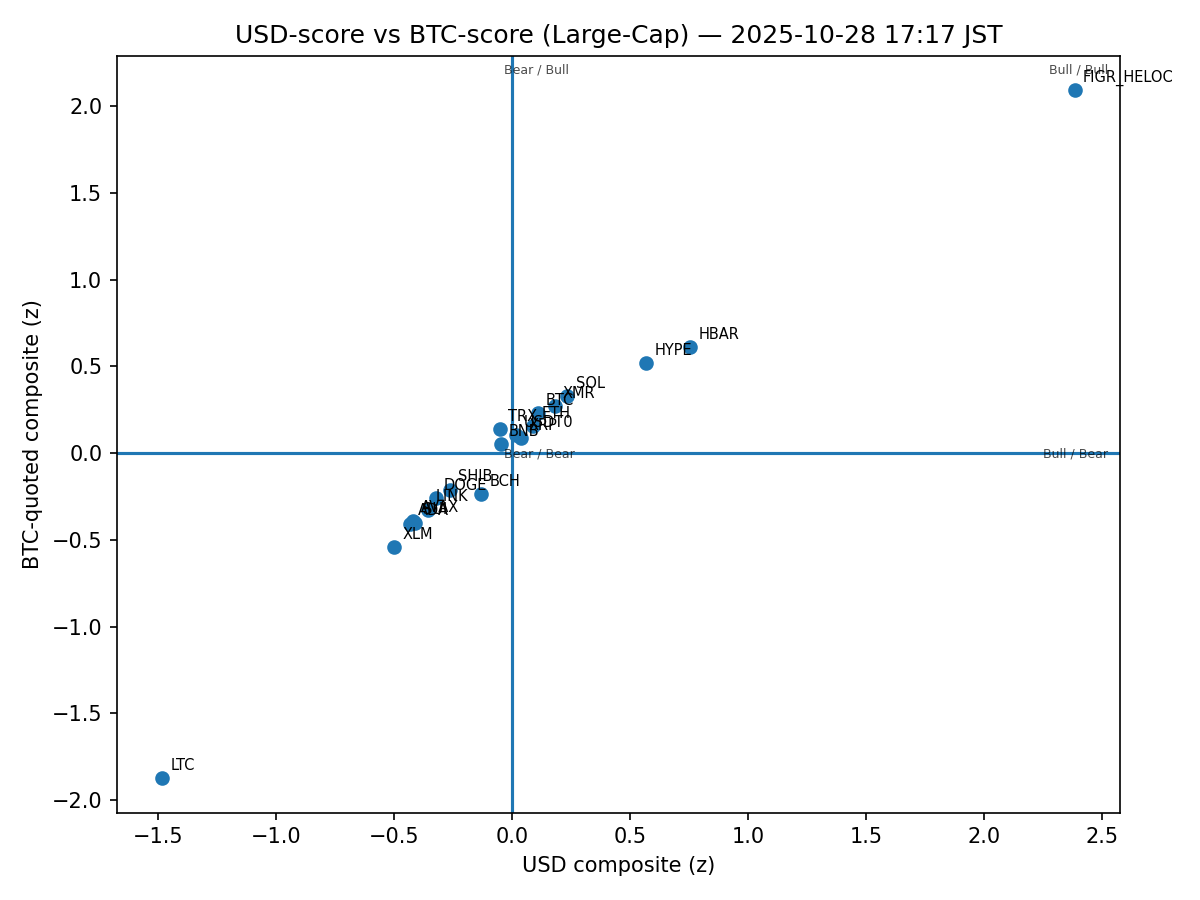 USD-score vs BTC-score (Large-Cap) — 2025-10-28 17:17 JST
Bear / Bull
Bull / Bull
FIGR_HELOC
HBAR
HYPE
SOL
XMR
BTC
ETH
TRX
XRP
BNB
Bear / Bear
Bull / Bear
SHIB
BCH
DOGE
LINK
XLM
LTC
BTC-quoted composite (z)
2.0
1.5
1.0
0.5
0.0
−0.5
−1.0
−1.5
−2.0
−1.5
−1.0
−0.5
0.0
0.5
1.0
1.5
2.0
2.5
USD composite (z)